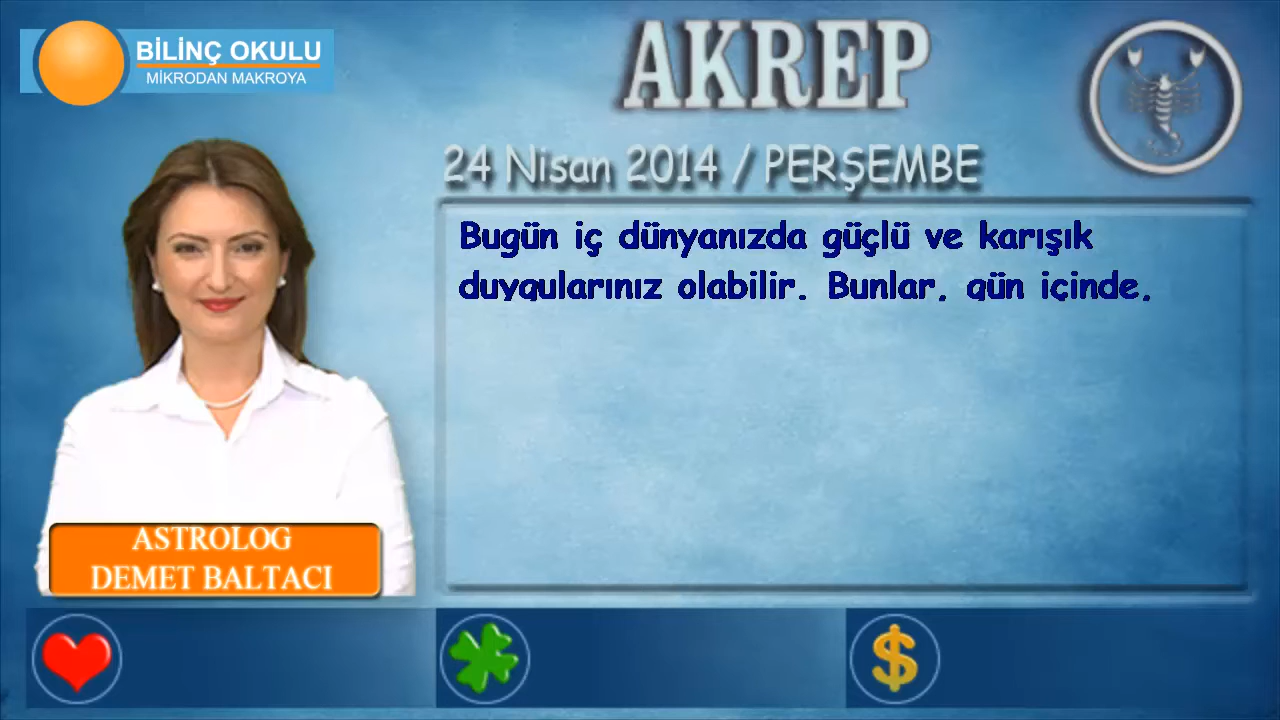 BİLİNÇ OKULU
MİKRODAN MAKROYA
AKREP
24 Nisan 2014 / PERŞEMBE
Bugün iç dünyanızda güçlü ve karışık
duygularınız olabilir. Bunlar, gün içinde,
ASTROLOG
DEMET BALTACI
$